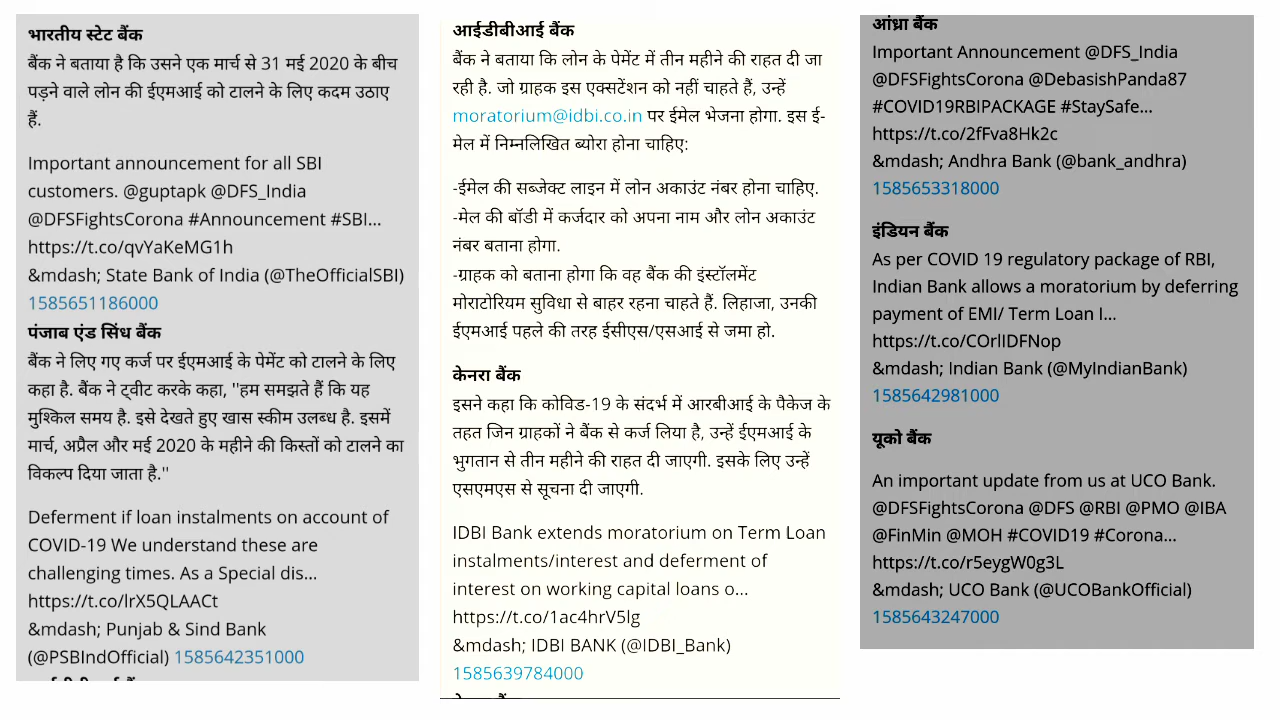 भारतीय स्टेट बैंक
बैंक ने बताया है कि उसने एक मार्च से 31 मई 2020 के बीच
पड़ने वाले लोन की ईएमआई को टालने के लिए कदम उठाए
हैं.
Important announcement for all SBI
customers. @guptapk @DFS_India
@DFSFightsCorona #Announcement #SBI...
https://t.co/qvYaKeMG1h
&mdash; State Bank of India (@TheOfficialSBI)
1585651186000
पंजाब एंड सिंध बैंक
बैंक ने लिए गए कर्ज पर ईएमआई के पेमेंट को टालने के लिए
कहा है. बैंक ने ट्वीट करके कहा, ''हम समझते हैं कि यह
मुश्किल समय है. इसे देखते हुए खास स्कीम उलब्ध है. इसमें
मार्च, अप्रैल और मई 2020 के महीने की किस्तों को टालने का
विकल्प दिया जाता है.''
Deferment if loan instalments on account of
COVID-19 We understand these are
challenging times. As a Special dis...
https://t.co/lrX5QLAACt
&mdash; Punjab & Sind Bank
(@PSBIndOfficial) 1585642351000
आईडीबीआई बैंक
बैंक ने बताया कि लोन के पेमेंट में तीन महीने की राहत दी जा
रही है. जो ग्राहक इस एक्सटेंशन को नहीं चाहते हैं, उन्हें
moratorium@idbi.co.in पर ईमेल भेजना होगा. इस ई-
मेल में निम्नलिखित ब्योरा होना चाहिए:
-ईमेल की सब्जेक्ट लाइन में लोन अकाउंट नंबर होना चाहिए.
-मेल की बॉडी में कर्जदार को अपना नाम और लोन अकाउंट
नंबर बताना होगा.
-ग्राहक को बताना होगा कि वह बैंक की इंस्टॉलमेंट
मोराटोरियम सुविधा से बाहर रहना चाहते हैं. लिहाजा, उनकी
ईएमआई पहले की तरह ईसीएस/एसआई से जमा हो.
केनरा बैंक
इसने कहा कि कोविड-19 के संदर्भ में आरबीआई के पैकेज के
तहत जिन ग्राहकों ने बैंक से कर्ज लिया है, उन्हें ईएमआई के
भुगतान से तीन महीने की राहत दी जाएगी. इसके लिए उन्हें
एसएमएस से सूचना दी जाएगी.
IDBI Bank extends moratorium on Term Loan
instalments/interest and deferment of
interest on working capital loans o...
https://t.co/1ac4hrV5lg
&mdash; IDBI BANK (@IDBI_Bank)
1585639784000
आंध्रा बैंक
Important Announcement @DFS_India
@DFSFightsCorona @DebasishPanda87
#COVID19RBIPACKAGE #StaySafe...
https://t.co/2fFva8Hk2c
&mdash; Andhra Bank (@bank_andhra)
1585653318000
इंडियन बैंक
As per COVID 19 regulatory package of RBI,
Indian Bank allows a moratorium by deferring
payment of EMI/ Term Loan I...
https://t.co/COrlIDFNop
&mdash; Indian Bank (@MyIndianBank)
1585642981000
यूको बैंक
An important update from us at UCO Bank.
@DFSFightsCorona @DFS @RBI @PMO @IBA
@FinMin @MOH #COVID19 #Corona...
https://t.co/r5eygW0g3L
&mdash; UCO Bank (@UCOBankOfficial)
1585643247000